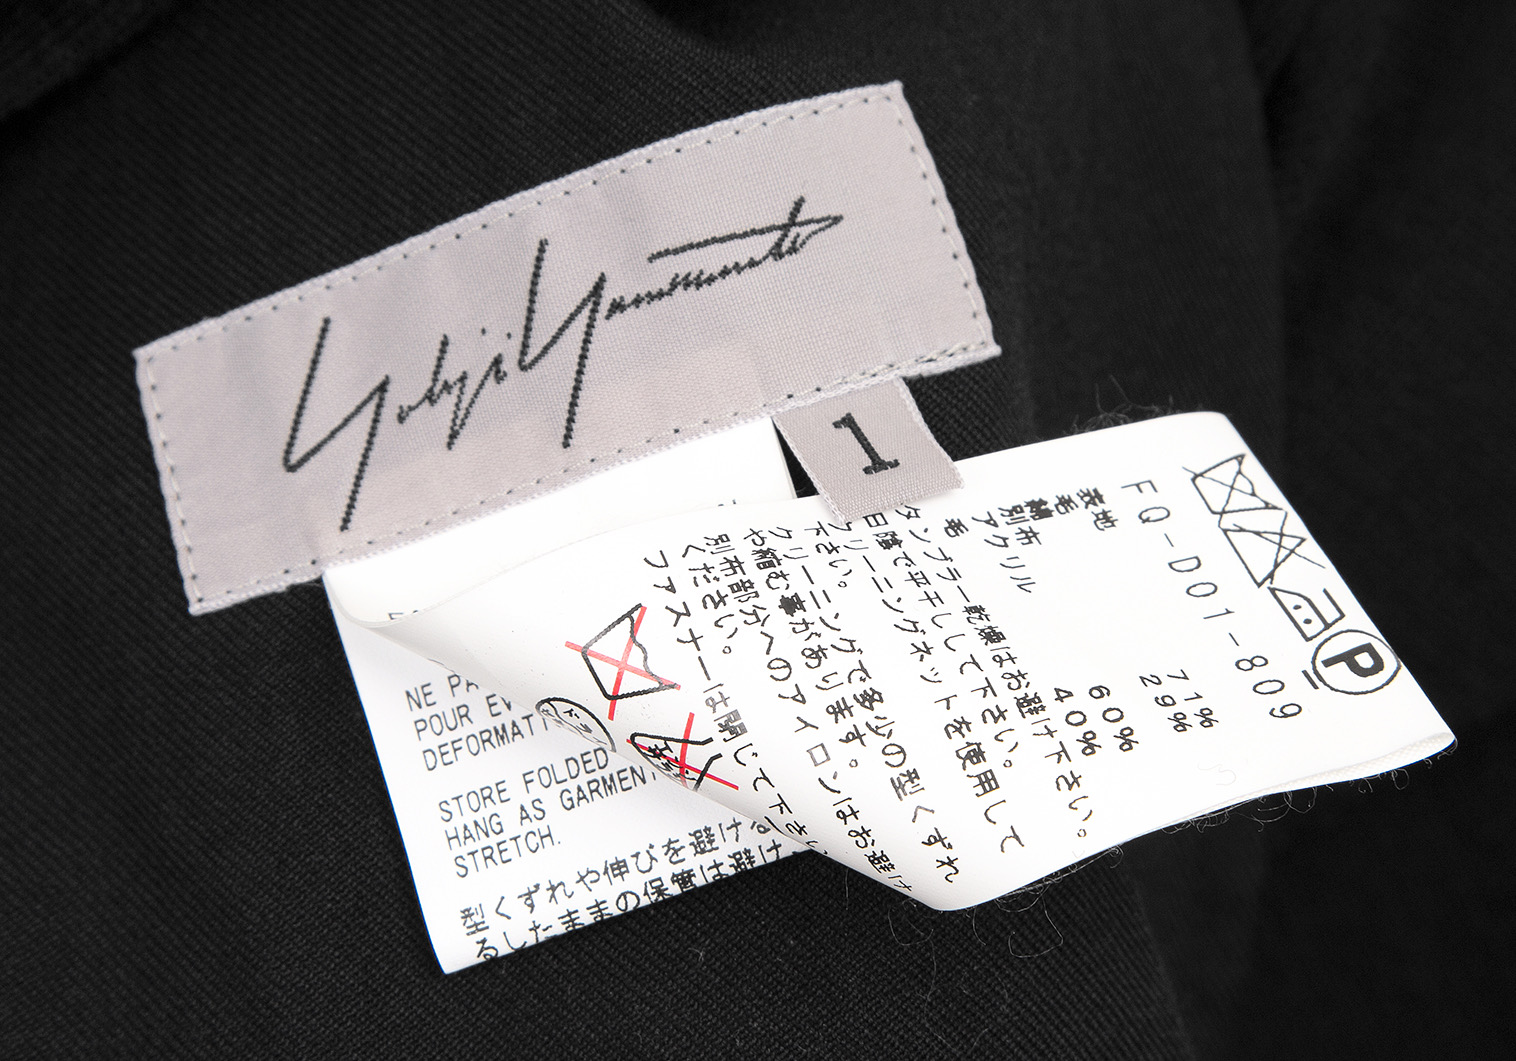 Yohji Yamamoto
1
FQ-D01-809
表地
毛 71%
29%
別布
アクリル 60%
毛 40%
タンブラー乾燥はお避け下さい。
日陰で平干しして下さい。
クリーニングネットを使用して
下さい。
クリーニングで多少の型くずれ
や縮む事があります。
別布部分へのアイロンはお避け
ください。
ファスナーは閉じて下さい
P
NE PA
POUR EV
DEFORMATI
STORE FOLDED
HANG AS GARMENT
STRETCH.
型くずれや伸びを避ける
るしたままの保管は避け